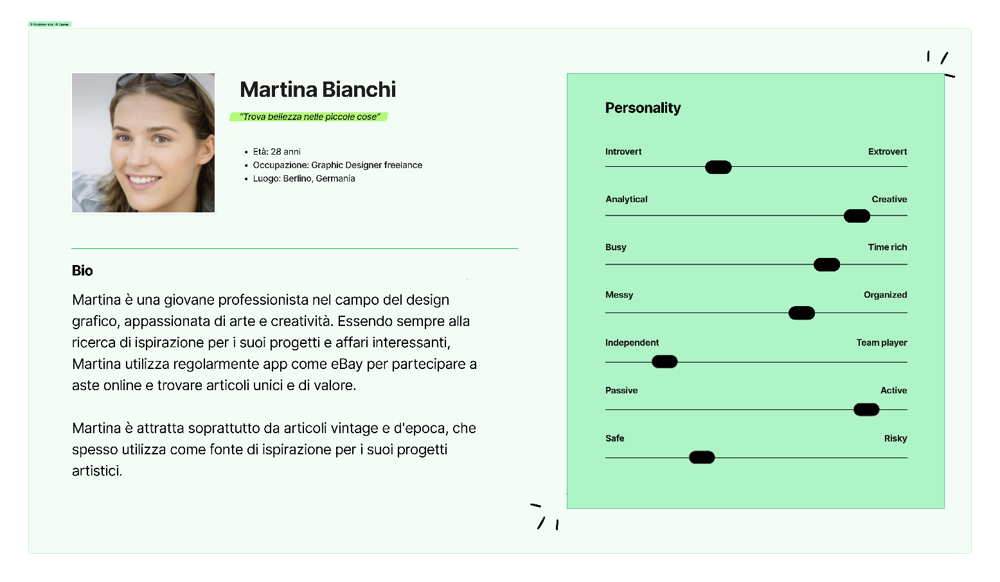 Informazioni di base
Martina Bianchi
“Trova bellezza nelle piccole cose”
• Età: 28 anni
• Occupazione: Graphic Designer freelance
• Luogo: Berlino, Germania
Bio
Martina è una giovane professionista nel campo del design
grafico, appassionata di arte e creatività. Essendo sempre alla
ricerca di ispirazione per i suoi progetti e affari interessanti,
Martina utilizza regolarmente app come eBay per partecipare a
aste online e trovare articoli unici e di valore.
Martina è attratta soprattutto da articoli vintage e d'epoca, che
spesso utilizza come fonte di ispirazione per i suoi progetti
artistici.
Personality
Introvert Extrovert
Analytical Creative
Busy Time rich
Messy Organized
Independent Team player
Passive Active
Safe Risky